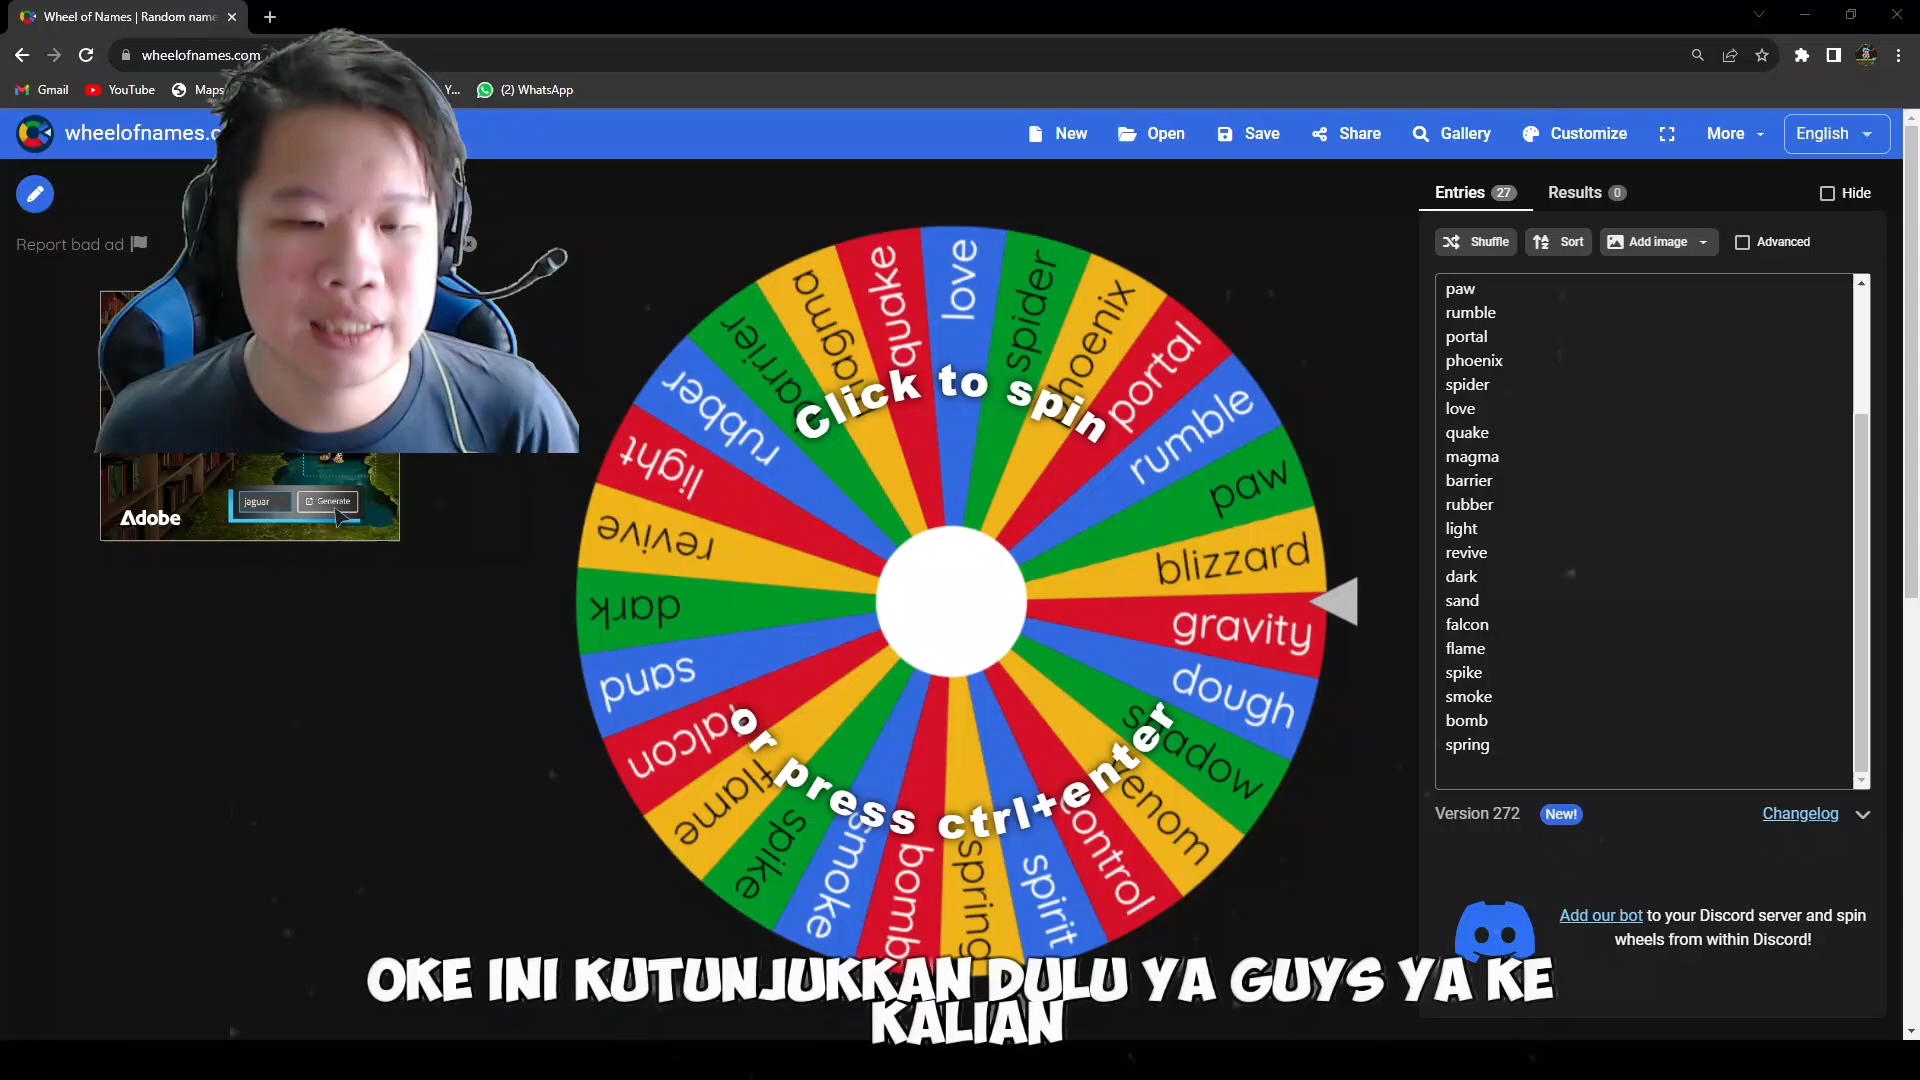 Wheel of Names | Random name
wheelofnames.com
Gmail
YouTube
Maps
Y...
(2) WhatsApp
wheelofnames.c
New
Open
Save
Share
Gallery
Customize
More
English
Report bad ad
Entries 27
Results 0
Hide
Shuffle
Sort
Add image
Advanced
paw
rumble
portal
phoenix
spider
love
quake
magma
barrier
rubber
light
revive
dark
sand
falcon
flame
spike
smoke
bomb
spring
Version 272
New!
Changelog
Add our bot to your Discord server and spin
wheels from within Discord!
jaguar
Generate
Adobe
Click to spin
or press ctrl+enter
love
spider
phoenix
portal
rumble
paw
blizzard
gravity
dough
shadow
venom
control
spirit
spring
bomb
smoke
spike
flame
falcon
sand
dark
revive
light
rubber
barrier
magma
quake
OKE INI KUTUNJUKKAN DULU YA GUYS YA KE
KALIAN